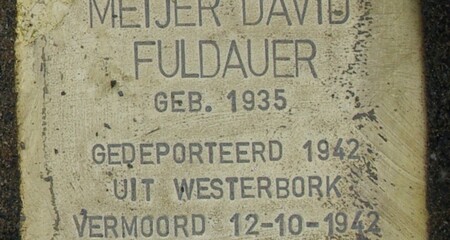 MEIJER DAVID
FULDAUER
GEB. 1935
GEDEPORTEERD 1942
UIT WESTERBORK
VERMOORD 12-10-1942